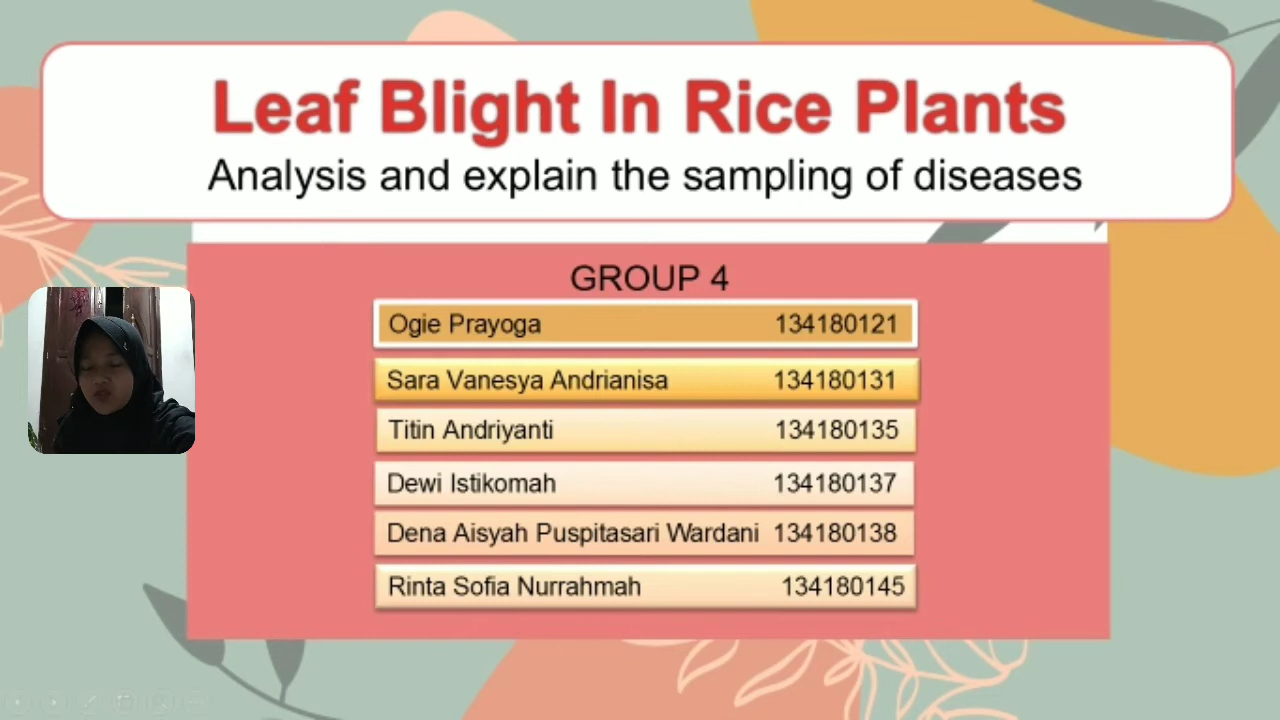 Leaf Blight In Rice Plants
Analysis and explain the sampling of diseases
GROUP 4
Ogie Prayoga 134180121
Sara Vanesya Andrianisa 134180131
Titin Andriyanti 134180135
Dewi Istikomah 134180137
Dena Aisyah Puspitasari Wardani 134180138
Rinta Sofia Nurrahmah 134180145